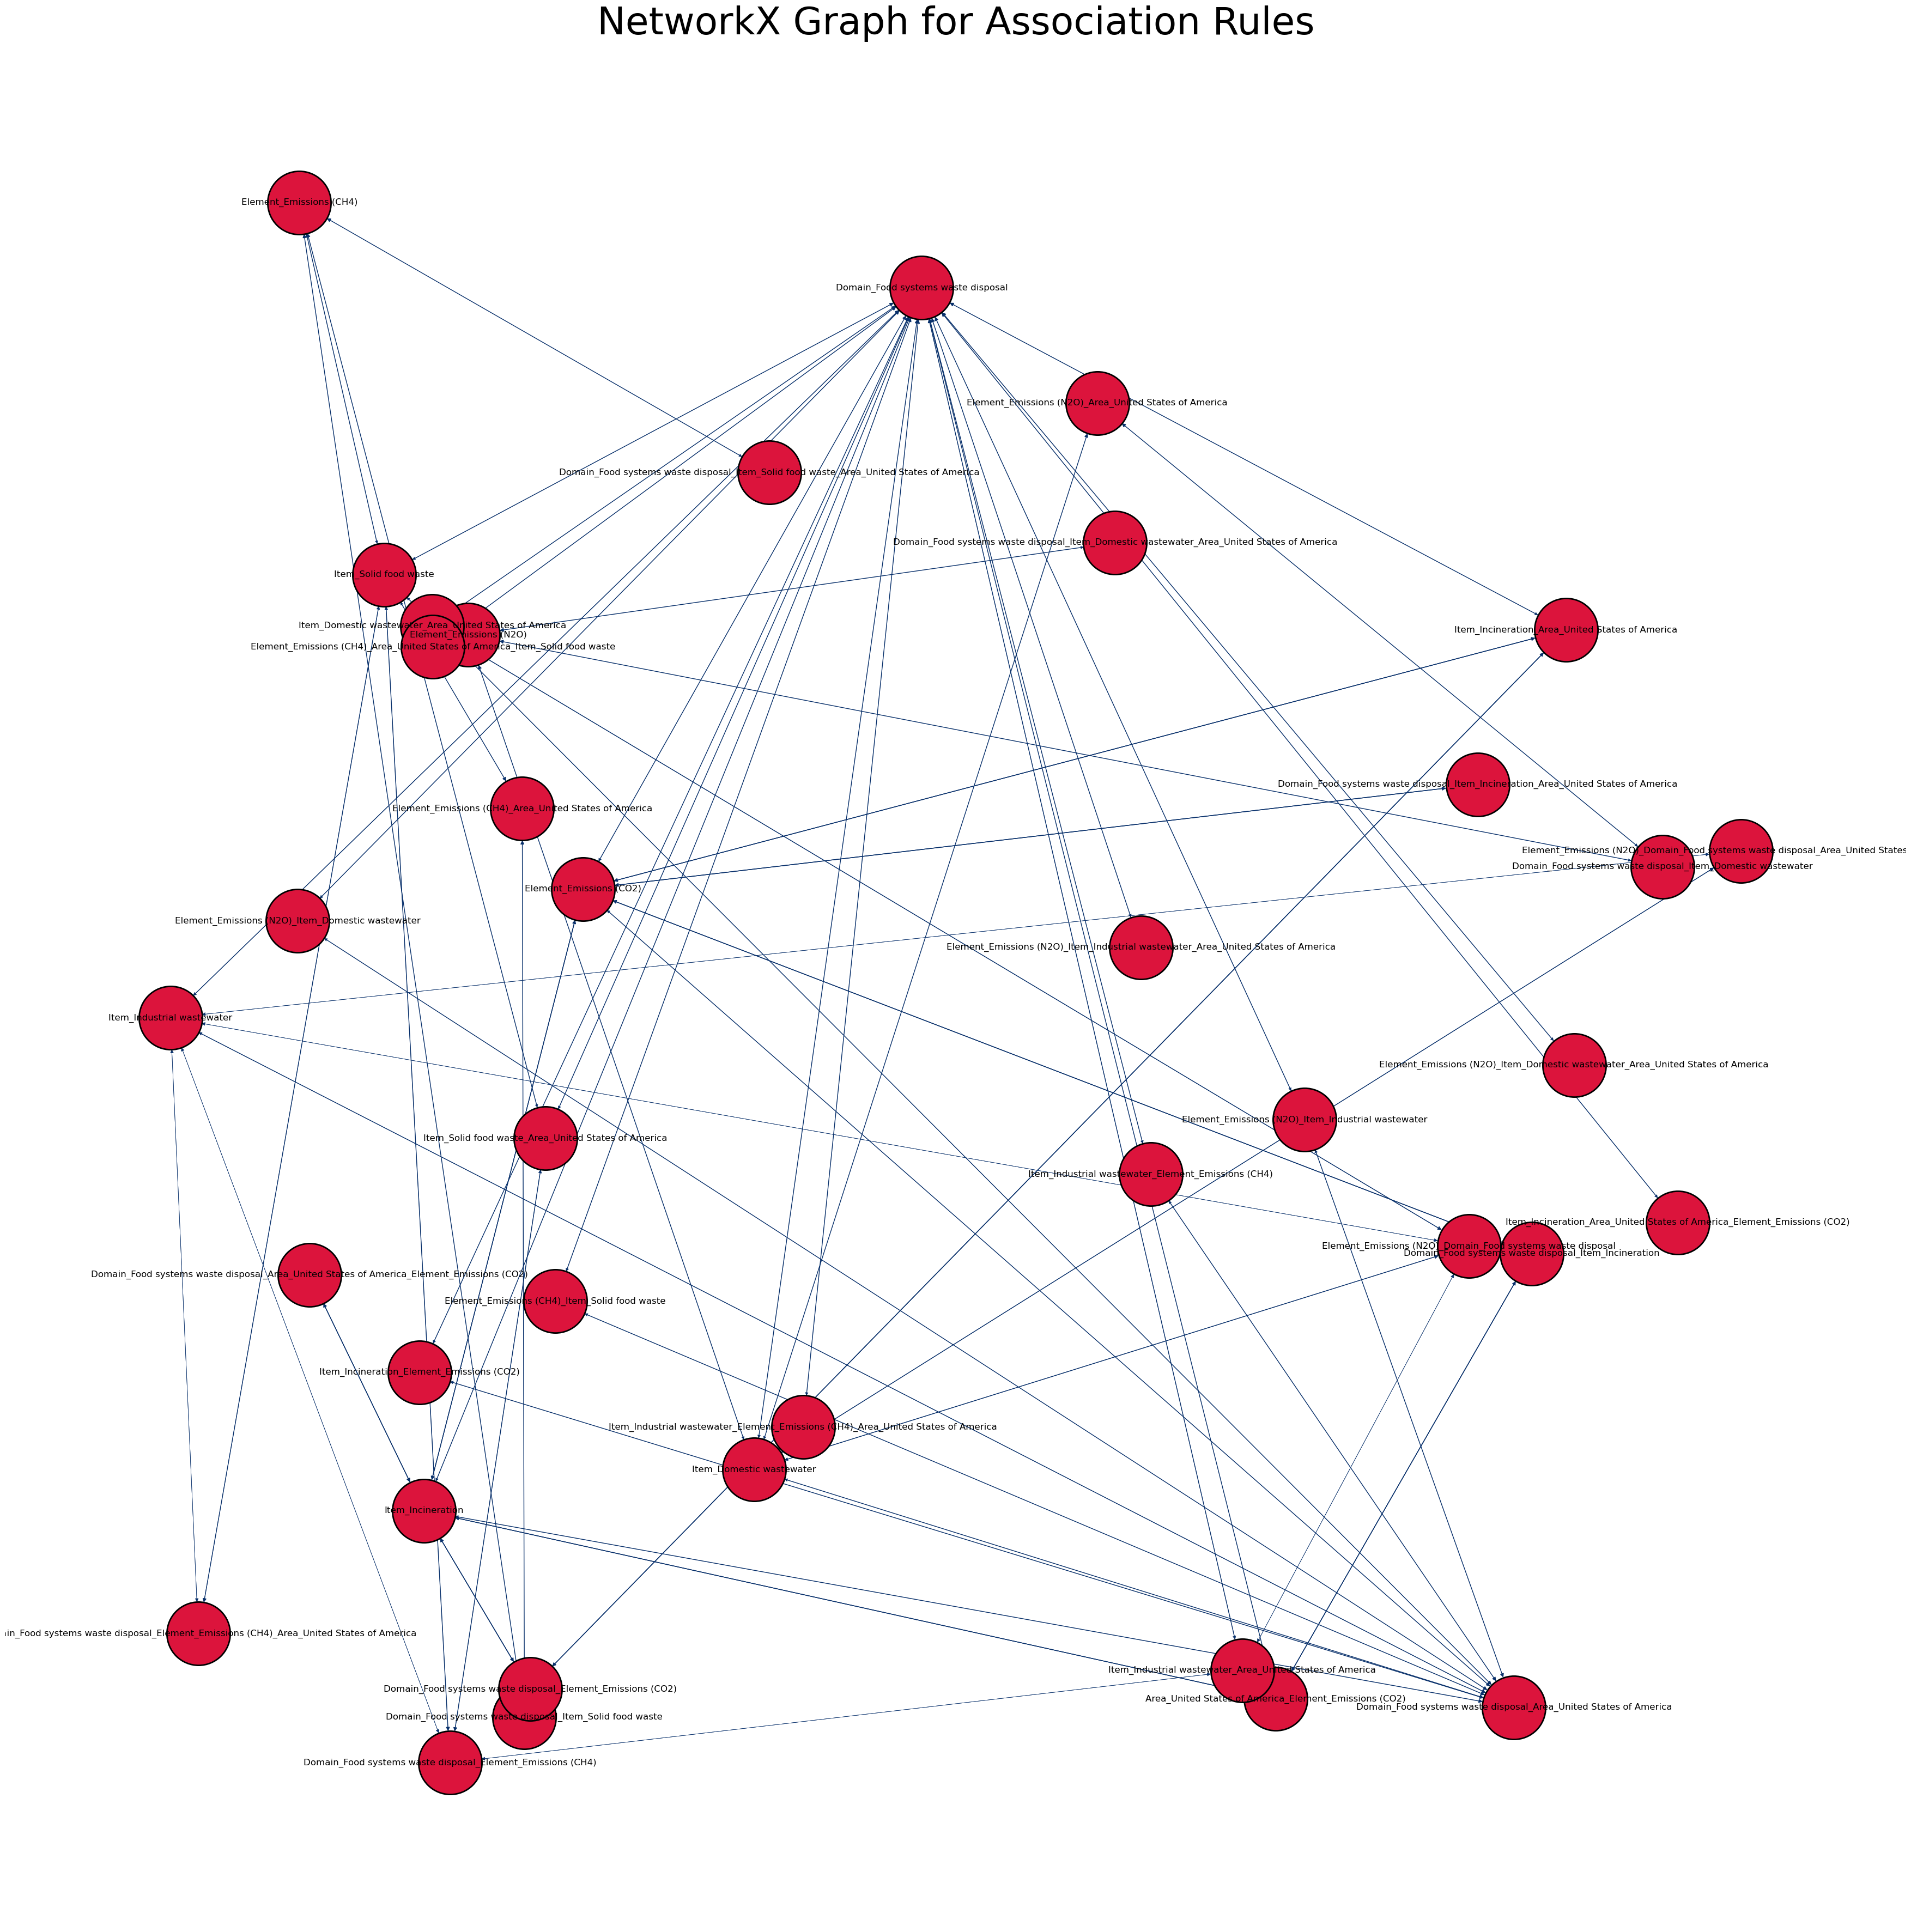 NetworkX Graph for Association Rules
Element_Emissions (CH4)
Domain_Food systems waste disposal
Element_Emissions (N2O)_Area_United States of America
Domain_Food systems waste disposal_Item_Solid food waste_Area_United States of America
Domain_Food systems waste disposal_Item_Domestic wastewater_Area_United States of America
Item_Solid food waste
Item_Domestic wastewater_Area_United States of America
Item_Incineration_Area_United States of America
Element_Emissions (N2O)
Element_Emissions (CH4)_Area_United States of America_Item_Solid food waste
Domain_Food systems waste disposal_Item_Incineration_Area_United States of America
Element_Emissions (CH4)_Area_United States of America
Element_Emissions (N2O)_Domain_Food systems waste disposal_Area_United States
Domain_Food systems waste disposal_Item_Domestic wastewater
Element_Emissions (CO2)
Element_Emissions (N2O)_Item_Domestic wastewater
Element_Emissions (N2O)_Item_Industrial wastewater_Area_United States of America
Item_Industrial wastewater
Element_Emissions (N2O)_Item_Domestic wastewater_Area_United States of America
Element_Emissions (N2O)_Item_Industrial wastewater
Item_Solid food waste_Area_United States of America
Item_Industrial wastewater_Element_Emissions (CH4)
Item_Incineration_Area_United States of America_Element_Emissions (CO2)
Element_Emissions (N2O)_Domain_Food systems waste disposal
Domain_Food systems waste disposal_Item_Incineration
Domain_Food systems waste disposal_Area_United States of America_Element_Emissions (CO2)
Element_Emissions (CH4)_Item_Solid food waste
Item_Incineration_Element_Emissions (CO2)
Item_Industrial wastewater_Element_Emissions (CH4)_Area_United States of America
Item_Domestic wastewater
Item_Incineration
in_Food systems waste disposal_Element_Emissions (CH4)_Area_United States of America
Item_Industrial wastewater_Area_United States of America
Domain_Food systems waste disposal_Element_Emissions (CO2)
Area_United States of America_Element_Emissions (CO2)
Domain_Food systems waste disposal_Area_United States of America
Domain_Food systems waste disposal_Item_Solid food waste
Domain_Food systems waste disposal_Element_Emissions (CH4)